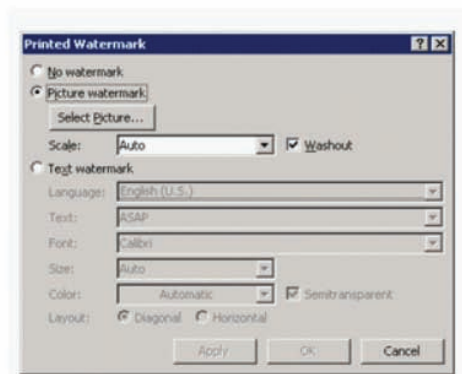 Printed Watermark
No watermark
Picture watermark
Select Picture...
Scale: Auto Washout
Text watermark
Language: English (U.S.)
Text: ASAP
Font: Calibri
Size: Auto
Color: Automatic Semitransparent
Layout: Diagonal Horizontal
Apply OK Cancel